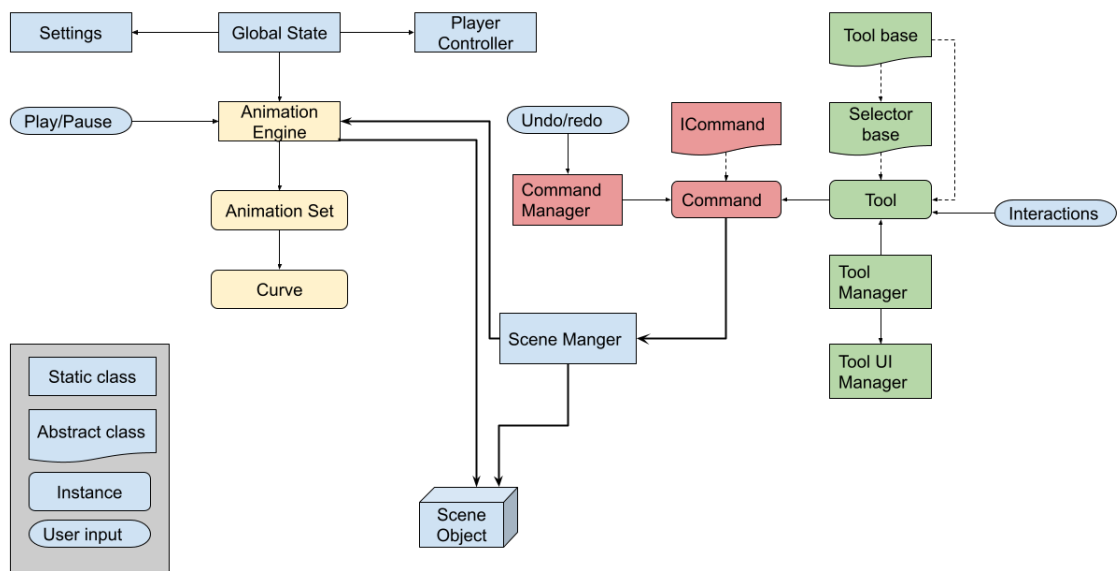 Settings
Global State
Player
Controller
Tool base
Play/Pause
Animation
Engine
Undo/redo
ICommand
Selector
base
Command
Manager
Command
Tool
Interactions
Animation Set
Curve
Tool
Manager
Scene Manger
Tool UI
Manager
Static class
Abstract class
Instance
User input
Scene
Object